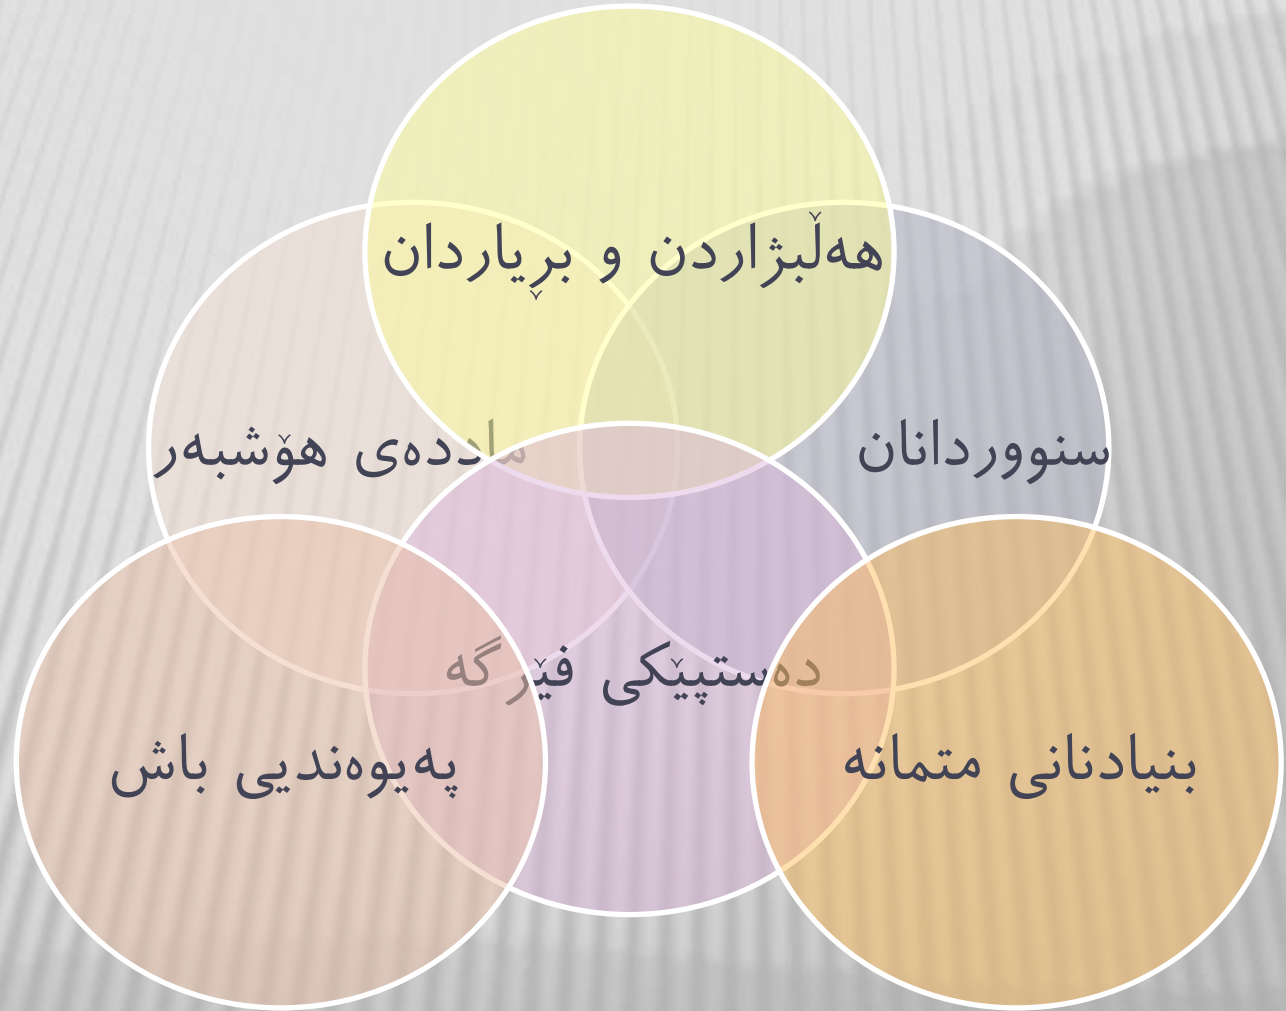 هەڵبژاردن و بڕیاردان
سنووردانان
ماددەی هۆشبەر
دەستپێکی فێرگە
بنیادنانی متمانە
پەیوەندیی باش